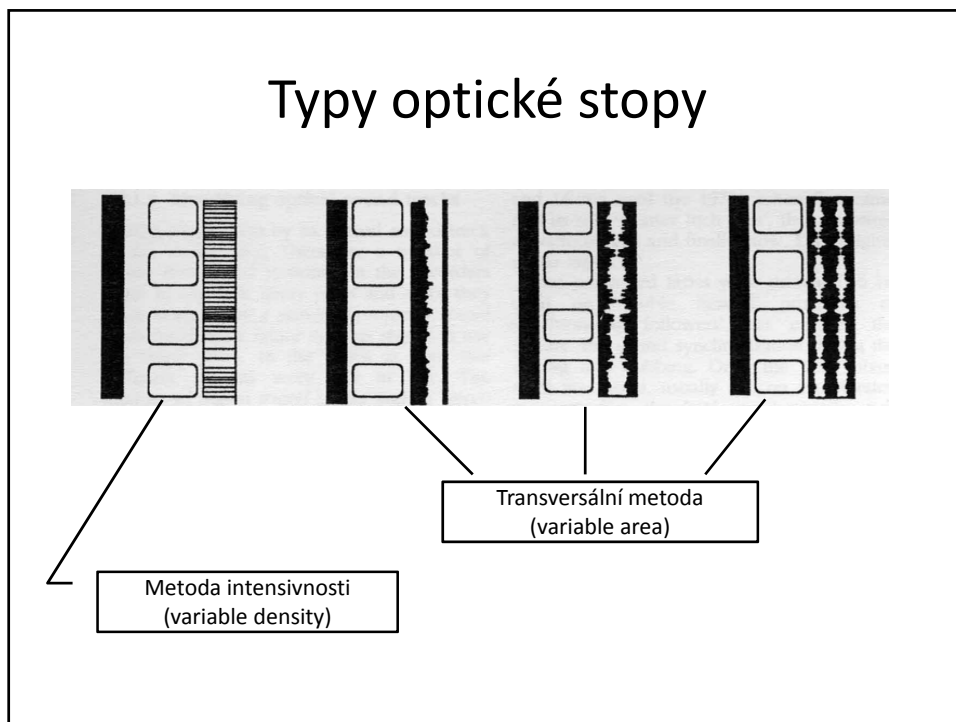 Typy optické stopy
Transversální metoda
(variable area)
Metoda intensivnosti
(variable density)